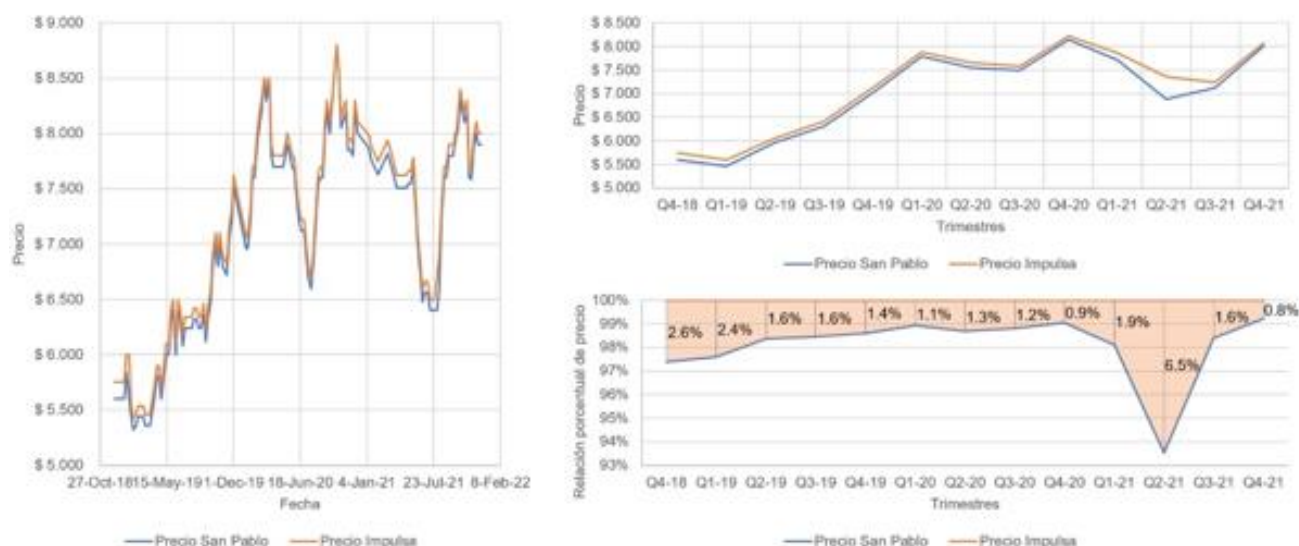 $ 9.000
$ 8.500
$ 8.000
$ 7.500
$ 7.000
$ 6.500
$ 6.000
$ 5.500
$ 5.000
Precio
27-Oct-18 15-May-19 1-Dec-19 18-Jun-20 4-Jan-21 23-Jul-21 8-Feb-22
Fecha
Precio San Pablo Precio Impulsa
$ 8.500
$ 8.000
$ 7.500
$ 7.000
$ 6.500
$ 6.000
$ 5.500
$ 5.000
Precio
Q4-18 Q1-19 Q2-19 Q3-19 Q4-19 Q1-20 Q2-20 Q3-20 Q4-20 Q1-21 Q2-21 Q3-21 Q4-21
Trimestres
Precio San Pablo Precio Impulsa
100%
99%
98%
97%
96%
95%
94%
93%
Relación porcentual de precio
2.6% 2.4% 1.6% 1.6% 1.4% 1.1% 1.3% 1.2% 0.9% 1.9% 6.5% 1.6% 0.8%
Q4-18 Q1-19 Q2-19 Q3-19 Q4-19 Q1-20 Q2-20 Q3-20 Q4-20 Q1-21 Q2-21 Q3-21 Q4-21
Trimestres
Precio San Pablo Precio Impulsa